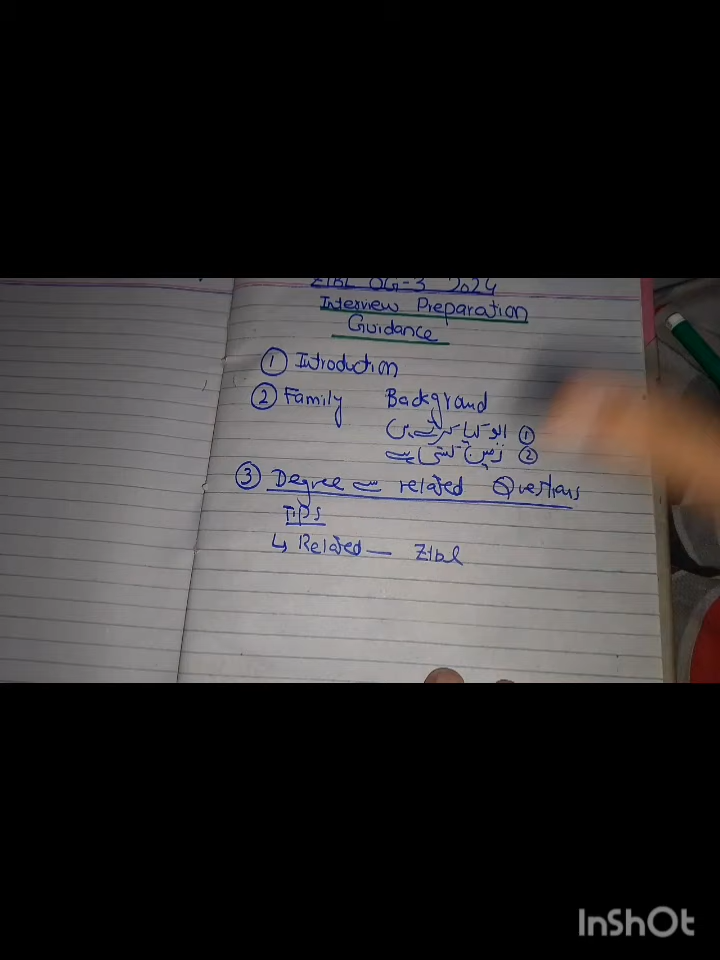 ZTBL OG-3 2024
Interview Preparation
Guidance
① Introduction
② Family Background
① ابو کیا کرتے ہیں
② زمین کتنی ہے
③ Degree سے related Questions
Tips
↳ Related — Ztbl
InShOt